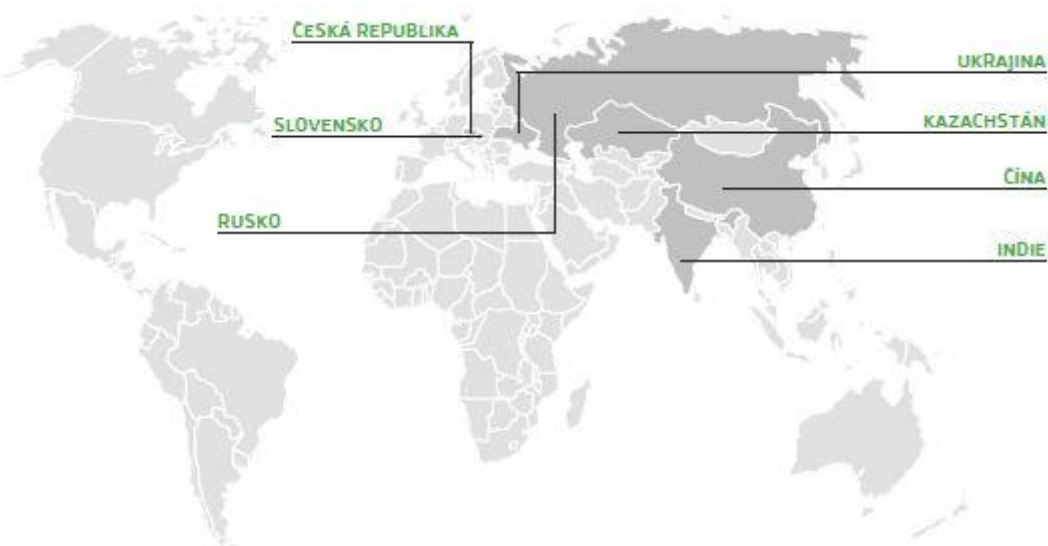 ČESKÁ REPUBLIKA
UKRAJINA
SLOVENSKO
KAZACHSTÁN
ČÍNA
RUSKO
INDIE